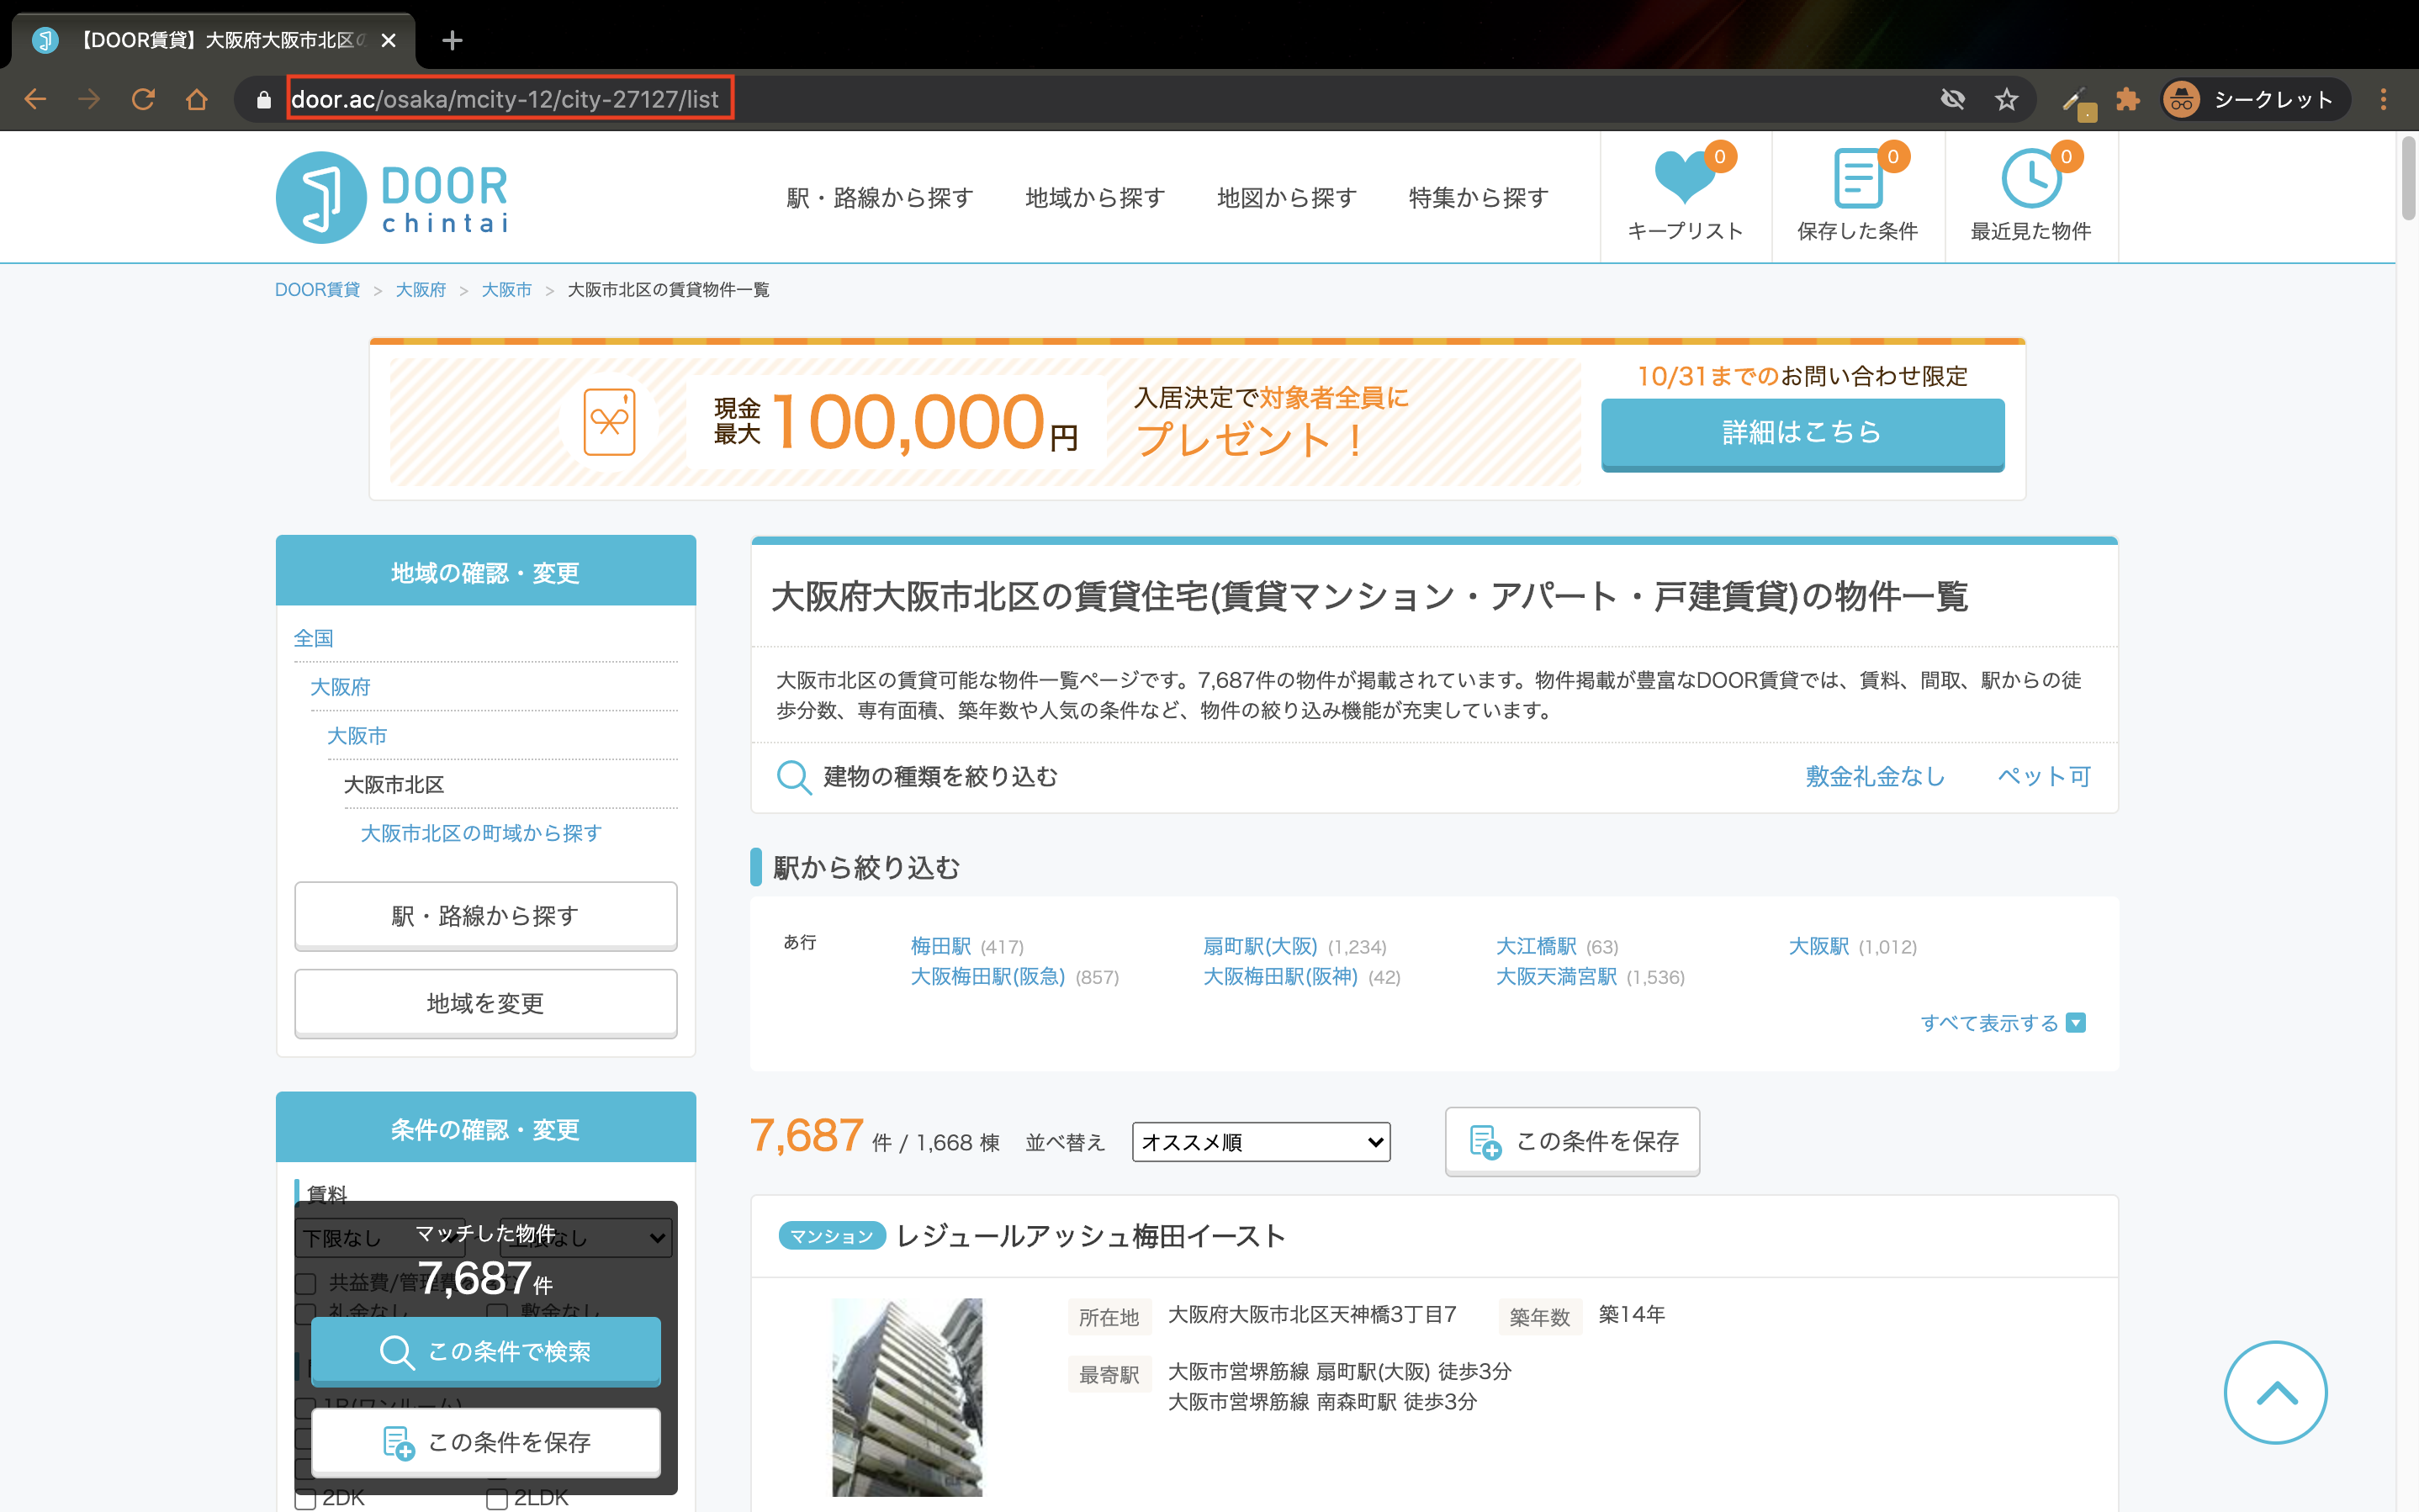 【DOOR賃貸】大阪府大阪市北区の
door.ac/osaka/mcity-12/city-27127/list
シークレット
DOOR
chintai
駅・路線から探す
地域から探す
地図から探す
特集から探す
0
キープリスト
0
保存した条件
0
最近見た物件
DOOR賃貸 > 大阪府 > 大阪市 > 大阪市北区の賃貸物件一覧
現金
最大
100,000円
入居決定で対象者全員に
プレゼント!
10/31までのお問い合わせ限定
詳細はこちら
地域の確認・変更
全国
大阪府
大阪市
大阪市北区
大阪市北区の町域から探す
駅・路線から探す
地域を変更
大阪府大阪市北区の賃貸住宅(賃貸マンション・アパート・戸建賃貸)の物件一覧
大阪市北区の賃貸可能な物件一覧ページです。7,687件の物件が掲載されています。物件掲載が豊富なDOOR賃貸では、賃料、間取、駅からの徒
歩分数、専有面積、築年数や人気の条件など、物件の絞り込み機能が充実しています。
建物の種類を絞り込む
敷金礼金なし
ペット可
駅から絞り込む
あ行
梅田駅 (417)
扇町駅(大阪) (1,234)
大江橋駅 (63)
大阪駅 (1,012)
大阪梅田駅(阪急) (857)
大阪梅田駅(阪神) (42)
大阪天満宮駅 (1,536)
すべて表示する
7,687 件 / 1,668 棟
並べ替え
オススメ順
この条件を保存
条件の確認・変更
賃料
下限なし
上限なし
マッチした物件
7,687件
共益費/管理費
礼金なし
敷金なし
この条件で検索
1R(ワンルーム)
この条件を保存
2DK
2LDK
マンション レジュールアッシュ梅田イースト
所在地
大阪府大阪市北区天神橋3丁目7
築年数
築14年
最寄駅
大阪市営堺筋線 扇町駅(大阪) 徒歩3分
大阪市営堺筋線 南森町駅 徒歩3分